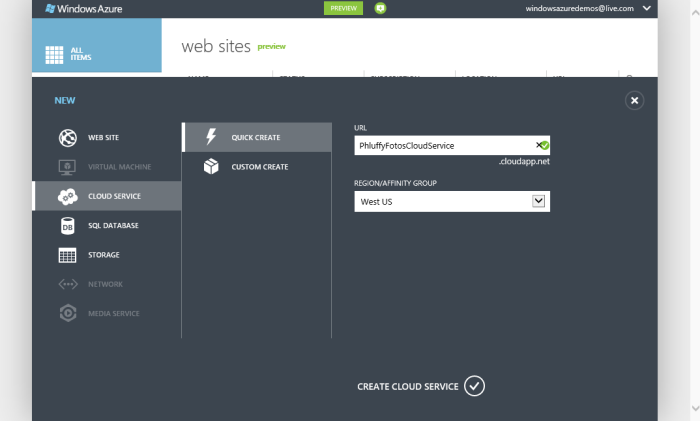 Windows Azure
PREVIEW
windowsazuredemos@live.com
ALL
ITEMS
web sites preview
NEW
WEB SITE
VIRTUAL MACHINE
CLOUD SERVICE
DB
SQL DATABASE
STORAGE
NETWORK
MEDIA SERVICE
QUICK CREATE
CUSTOM CREATE
URL
PhluffyFotosCloudService
.cloudapp.net
REGION/AFFINITY GROUP
West US
CREATE CLOUD SERVICE